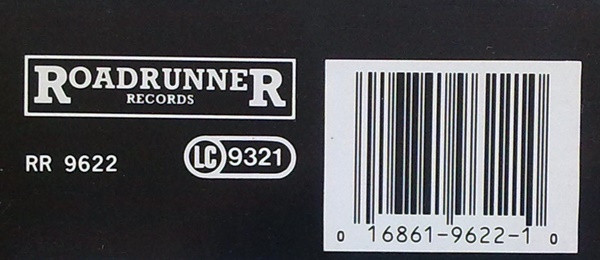 ROADRUNNER
RECORDS
RR 9622
LC 9321
0 16861-9622-1 0